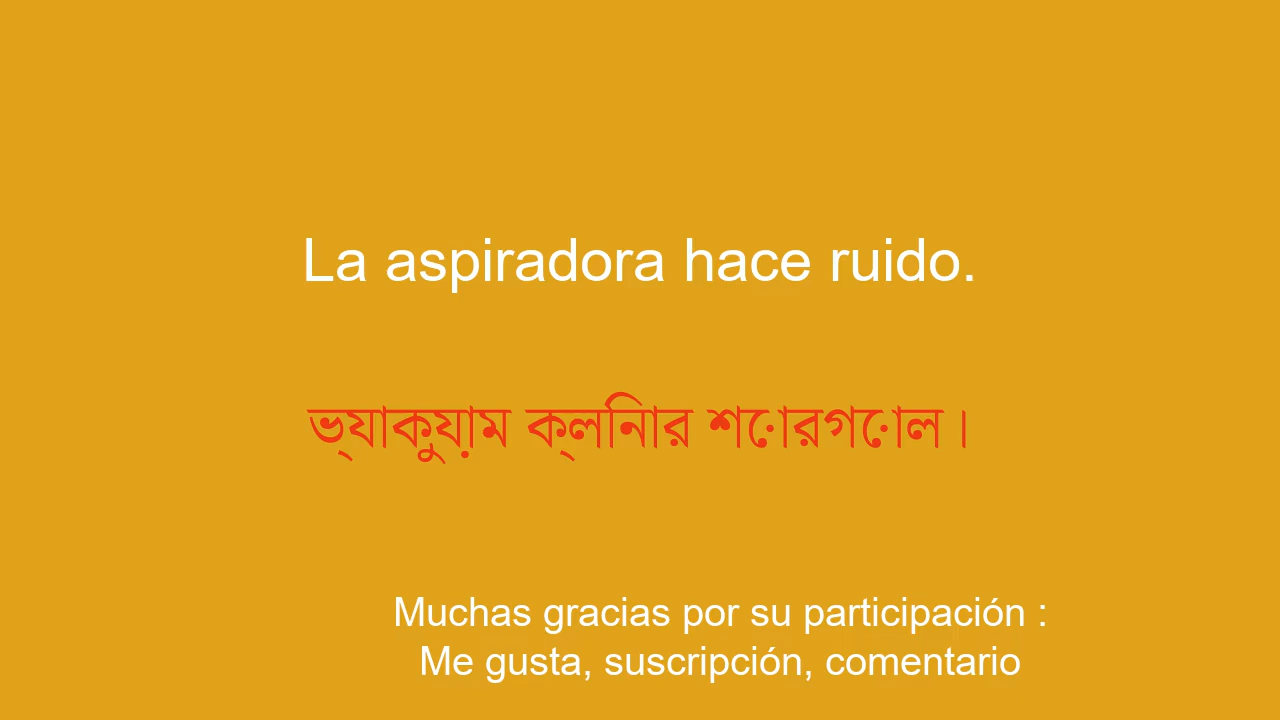 La aspiradora hace ruido.
ভ্যাকুয়াম ক্লিনার শোরগোল।
Muchas gracias por su participación :
Me gusta, suscripción, comentario